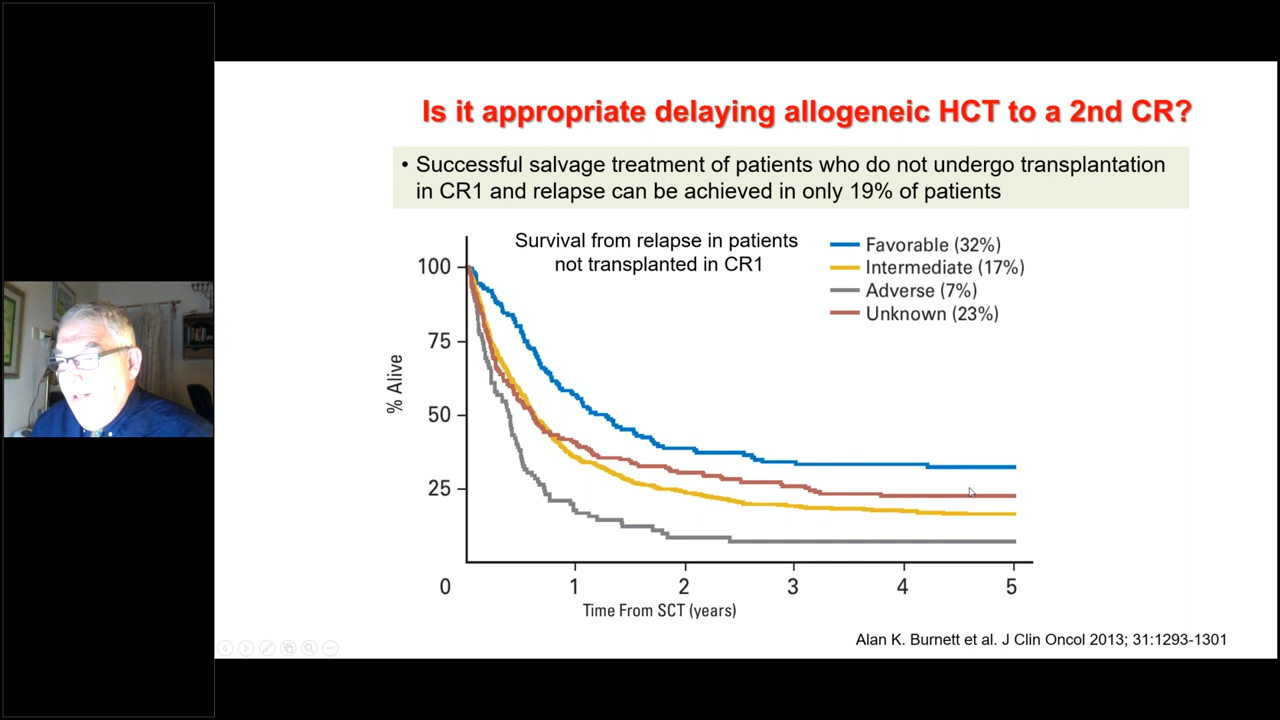 Is it appropriate delaying allogeneic HCT to a 2nd CR?
• Successful salvage treatment of patients who do not undergo transplantation
in CR1 and relapse can be achieved in only 19% of patients
Survival from relapse in patients
not transplanted in CR1
Favorable (32%)
Intermediate (17%)
Adverse (7%)
Unknown (23%)
% Alive
100
75
50
25
0 1 2 3 4 5
Time From SCT (years)
Alan K. Burnett et al. J Clin Oncol 2013; 31:1293-1301